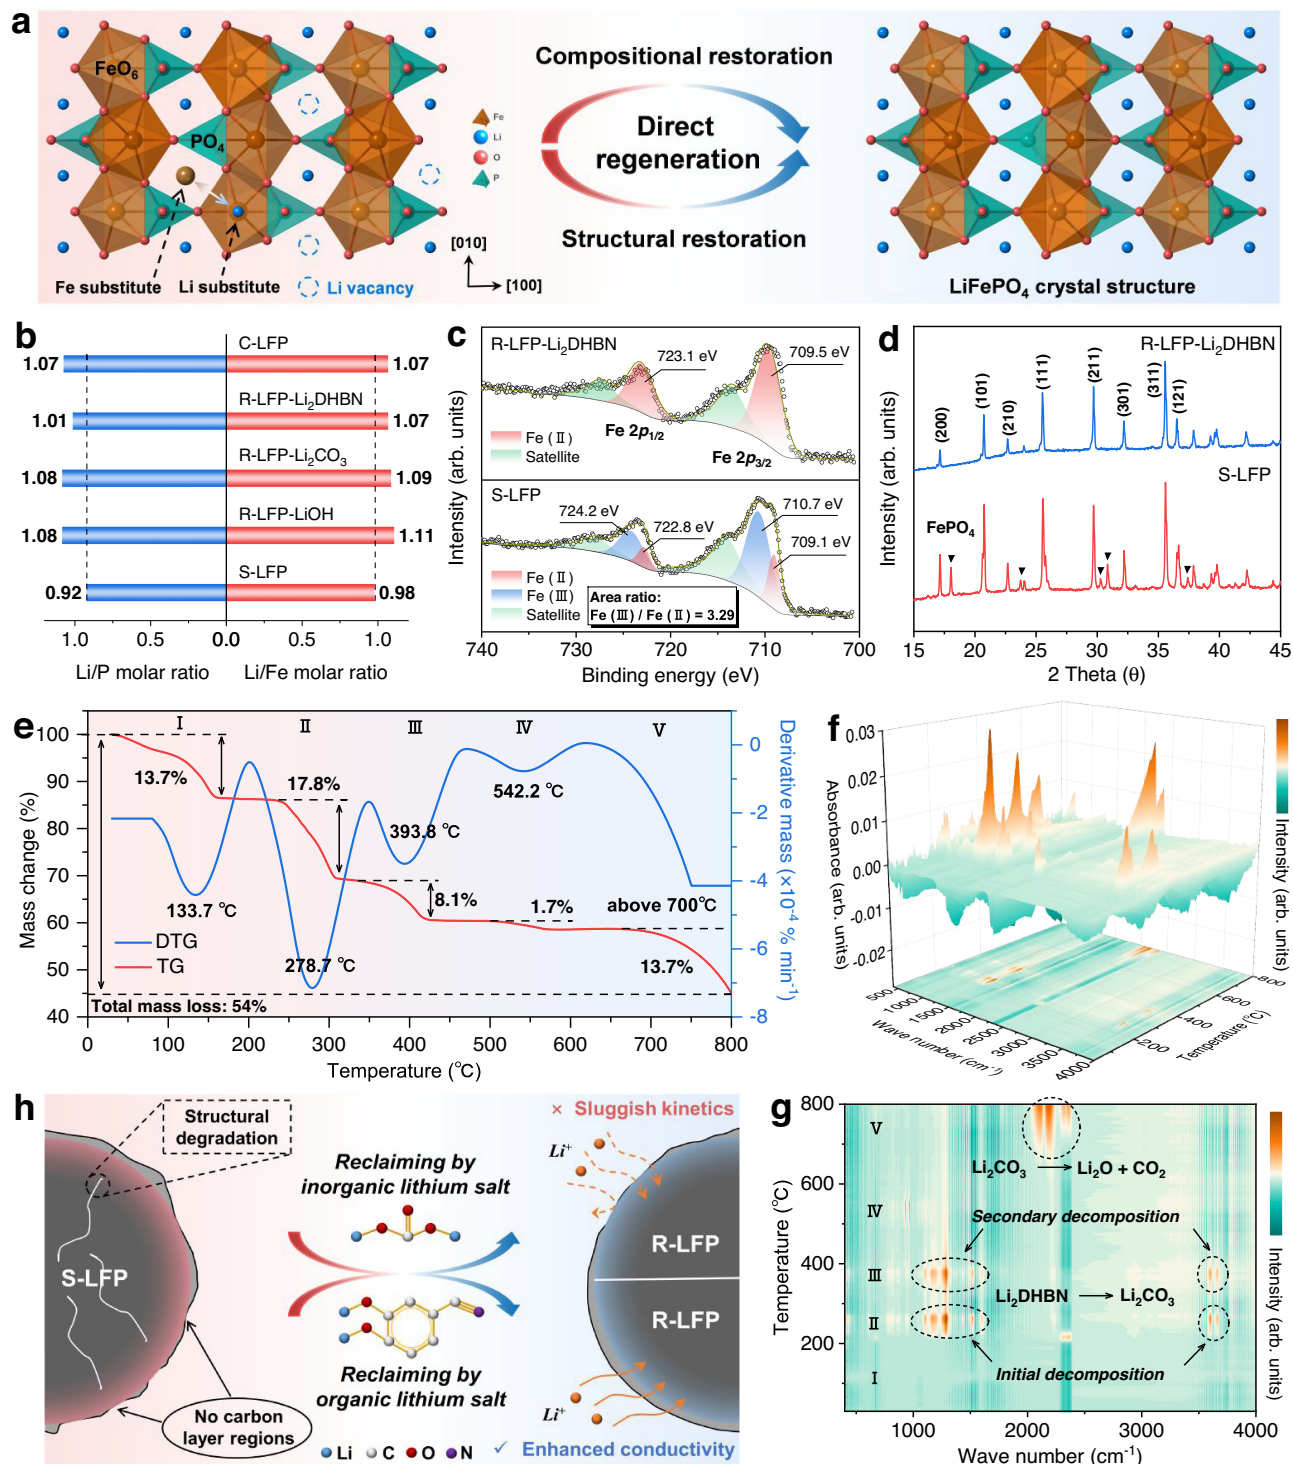 a
FeO6
PO4
Fe substitute
Li substitute
Li vacancy
Fe
Li
O
P
[010]
[100]
Compositional restoration
Direct
regeneration
Structural restoration
LiFePO4 crystal structure
b
C-LFP
1.07
1.07
R-LFP-Li2DHBN
1.01
1.07
R-LFP-Li2CO3
1.08
1.09
R-LFP-LiOH
1.08
1.11
S-LFP
0.92
0.98
1.0
0.5
0.0
0.5
1.0
Li/P molar ratio
Li/Fe molar ratio
c
R-LFP-Li2DHBN
723.1 eV
709.5 eV
Fe 2p1/2
Fe 2p3/2
Fe (Ⅱ)
Satellite
S-LFP
724.2 eV
722.8 eV
710.7 eV
709.1 eV
Fe (Ⅱ)
Fe (Ⅲ)
Satellite
Area ratio:
Fe (Ⅲ) / Fe (Ⅱ) = 3.29
Intensity (arb. units)
740
730
720
710
700
Binding energy (eV)
d
R-LFP-Li2DHBN
(200)
(101)
(210)
(111)
(211)
(301)
(311)
(121)
S-LFP
FePO4
Intensity (arb. units)
15
20
25
30
35
40
45
2 Theta (θ)
e
Ⅰ
Ⅱ
Ⅲ
Ⅳ
Ⅴ
13.7%
17.8%
8.1%
1.7%
13.7%
133.7 ℃
278.7 ℃
393.8 ℃
542.2 ℃
above 700℃
DTG
TG
Total mass loss: 54%
Mass change (%)
100
90
80
70
60
50
40
0
100
200
300
400
500
600
700
800
Temperature (℃)
0
-2
-4
-6
-8
Derivative mass (×10-4 % min-1)
f
0.03
0.02
0.01
0.00
-0.01
-0.02
Absorbance (arb. units)
500
1000
1500
2000
2500
3000
3500
4000
Wave number (cm-1)
200
400
600
800
Temperature (°C)
Intensity (arb. units)
h
Structural
degradation
S-LFP
No carbon
layer regions
Reclaiming by
inorganic lithium salt
Reclaiming by
organic lithium salt
Li
C
O
N
× Sluggish kinetics
Li+
R-LFP
R-LFP
Li+
✓ Enhanced conductivity
g
800
600
400
200
Temperature (℃)
Ⅴ
Ⅳ
Ⅲ
Ⅱ
Ⅰ
Li2CO3 → Li2O + CO2
Secondary decomposition
Li2DHBN → Li2CO3
Initial decomposition
1000
2000
3000
4000
Wave number (cm-1)
Intensity (arb. units)